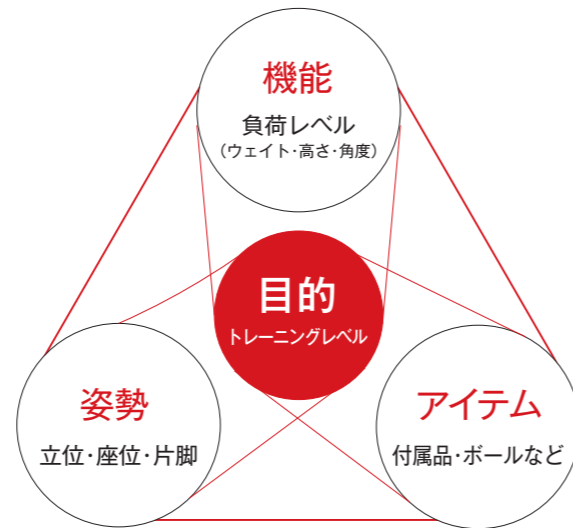 機能
負荷レベル
(ウェイト・高さ・角度)
目的
トレーニングレベル
姿勢
立位・座位・片脚
アイテム
付属品・ボールなど